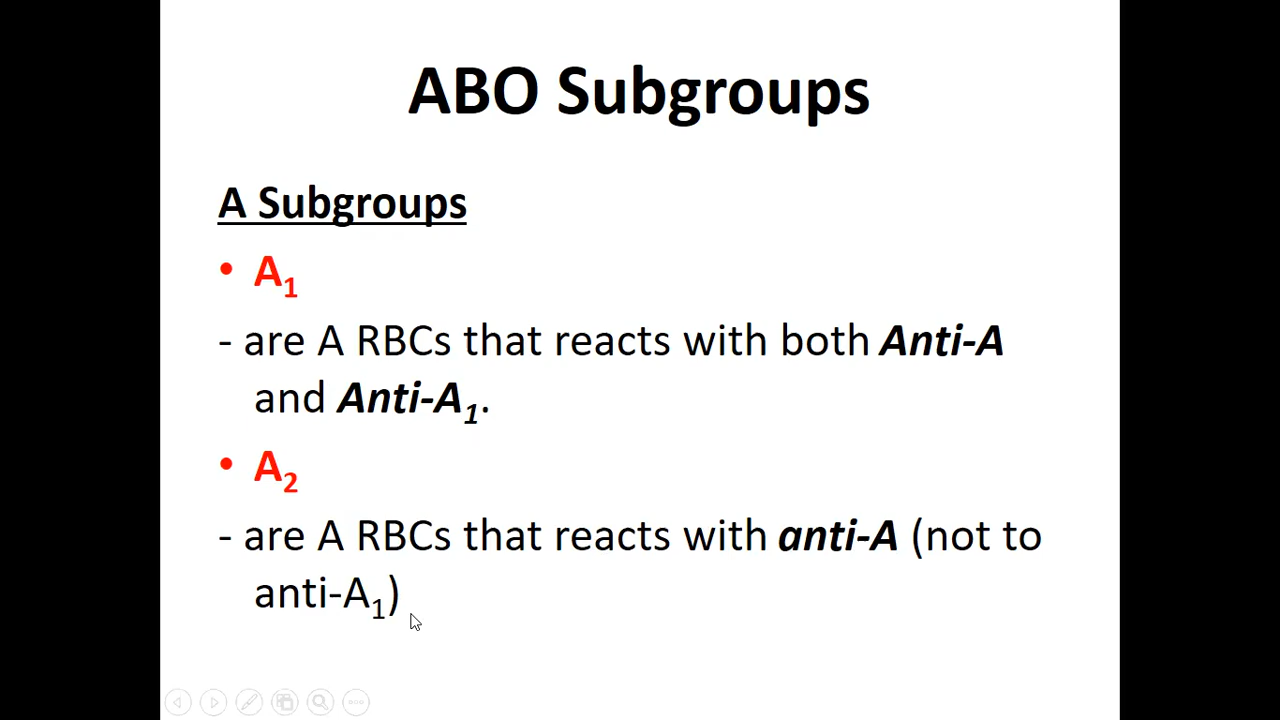 ABO Subgroups
A Subgroups
• A₁
- are A RBCs that reacts with both Anti-A
and Anti-A₁.
• A₂
- are A RBCs that reacts with anti-A (not to
anti-A₁)